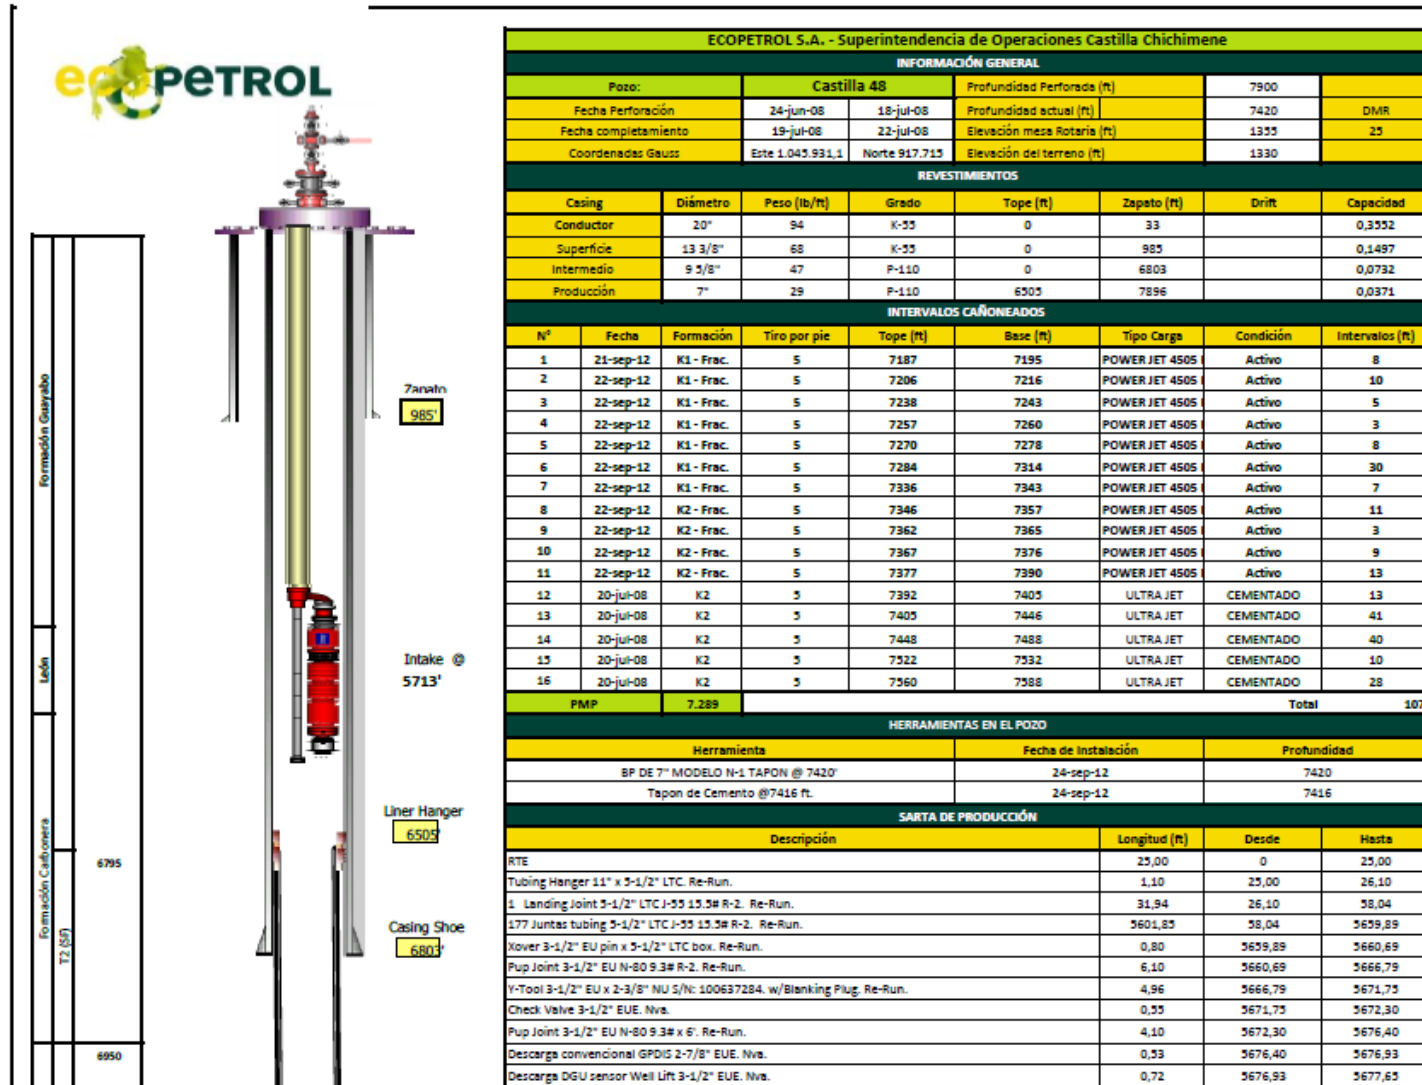 ecopetrol
ECOPETROL S.A. - Superintendencia de Operaciones Castilla Chichimene
INFORMACIÓN GENERAL
Pozo: Castilla 48 Profundidad Perforada (ft) 7900
Fecha Perforación 24-jun-08 18-jul-08 Profundidad actual (ft) 7420 DMR
Fecha completamiento 19-jul-08 22-jul-08 Elevación mesa Rotaria (ft) 1355 25
Coordenadas Gauss Este 1.045.931,1 Norte 917.715 Elevación del terreno (ft) 1330
REVESTIMIENTOS
Casing Diámetro Peso (lb/ft) Grado Tope (ft) Zapato (ft) Drift Capacidad
Conductor 20" 94 K-55 0 33 0,3552
Superficie 13 3/8" 68 K-55 0 985 0,1497
Intermedio 9 5/8" 47 P-110 0 6803 0,0732
Producción 7" 29 P-110 6505 7896 0,0371
INTERVALOS CAÑONEADOS
N° Fecha Formación Tiro por pie Tope (ft) Base (ft) Tipo Carga Condición Intervalos (ft)
1 21-sep-12 K1 - Frac. 5 7187 7195 POWER JET 4505 Activo 8
2 22-sep-12 K1 - Frac. 5 7206 7216 POWER JET 4505 Activo 10
3 22-sep-12 K1 - Frac. 5 7238 7243 POWER JET 4505 Activo 5
4 22-sep-12 K1 - Frac. 5 7257 7260 POWER JET 4505 Activo 3
5 22-sep-12 K1 - Frac. 5 7270 7278 POWER JET 4505 Activo 8
6 22-sep-12 K1 - Frac. 5 7284 7314 POWER JET 4505 Activo 30
7 22-sep-12 K1 - Frac. 5 7336 7343 POWER JET 4505 Activo 7
8 22-sep-12 K2 - Frac. 5 7346 7357 POWER JET 4505 Activo 11
9 22-sep-12 K2 - Frac. 5 7362 7365 POWER JET 4505 Activo 3
10 22-sep-12 K2 - Frac. 5 7367 7376 POWER JET 4505 Activo 9
11 22-sep-12 K2 - Frac. 5 7377 7390 POWER JET 4505 Activo 13
12 20-jul-08 K2 5 7392 7405 ULTRA JET CEMENTADO 13
13 20-jul-08 K2 5 7405 7446 ULTRA JET CEMENTADO 41
14 20-jul-08 K2 5 7448 7488 ULTRA JET CEMENTADO 40
15 20-jul-08 K2 5 7522 7532 ULTRA JET CEMENTADO 10
16 20-jul-08 K2 5 7560 7588 ULTRA JET CEMENTADO 28
PMP 7.289 Total 107
HERRAMIENTAS EN EL POZO
Herramienta Fecha de Instalación Profundidad
BP DE 7" MODELO N-1 TAPON @ 7420' 24-sep-12 7420
Tapon de Cemento @7416 ft. 24-sep-12 7416
SARTA DE PRODUCCIÓN
Descripción Longitud (ft) Desde Hasta
RTE 25,00 0 25,00
Tubing Hanger 11" x 5-1/2" LTC. Re-Run. 1,10 25,00 26,10
1 Landing Joint 5-1/2" LTC J-55 15.5# R-2. Re-Run. 31,94 26,10 58,04
177 Juntas tubing 5-1/2" LTC J-55 15.5# R-2. Re-Run. 5601,85 58,04 5659,89
Xover 3-1/2" EU pin x 5-1/2" LTC box. Re-Run. 0,80 5659,89 5660,69
Pup Joint 3-1/2" EU N-80 9.3# R-2. Re-Run. 6,10 5660,69 5666,79
Y-Tool 3-1/2" EU x 2-3/8" NU S/N: 100637284. w/Blanking Plug. Re-Run. 4,96 5666,79 5671,75
Check Valve 3-1/2" EUE. Nva. 0,55 5671,75 5672,30
Pup Joint 3-1/2" EU N-80 9.3# x 6'. Re-Run. 4,10 5672,30 5676,40
Descarga convencional GPDIS 2-7/8" EUE. Nva. 0,53 5676,40 5676,93
Descarga DGU sensor Well Lift 3-1/2" EUE. Nva. 0,72 5676,93 5677,65
Formación Guayabo
León
Formación Carbonera
T2 (SF)
6795
6950
Zapato
985'
Intake @
5713'
Liner Hanger
6505'
Casing Shoe
6803'